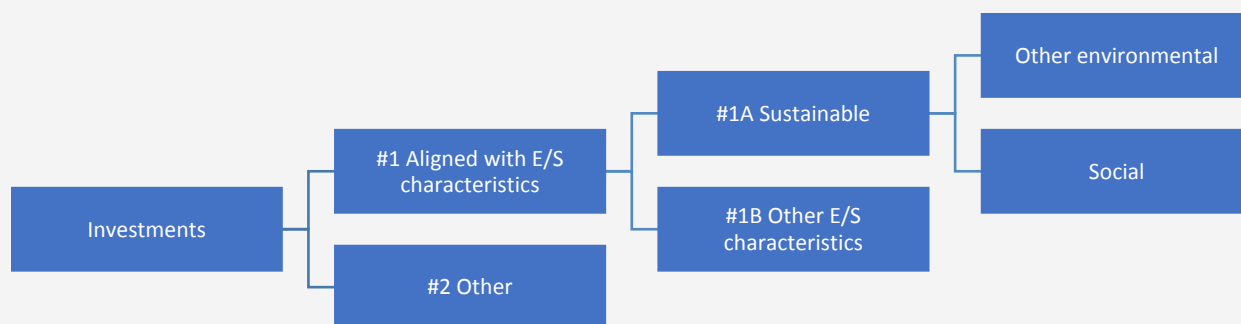 Investments
#1 Aligned with E/S
characteristics
#2 Other
#1A Sustainable
#1B Other E/S
characteristics
Other environmental
Social